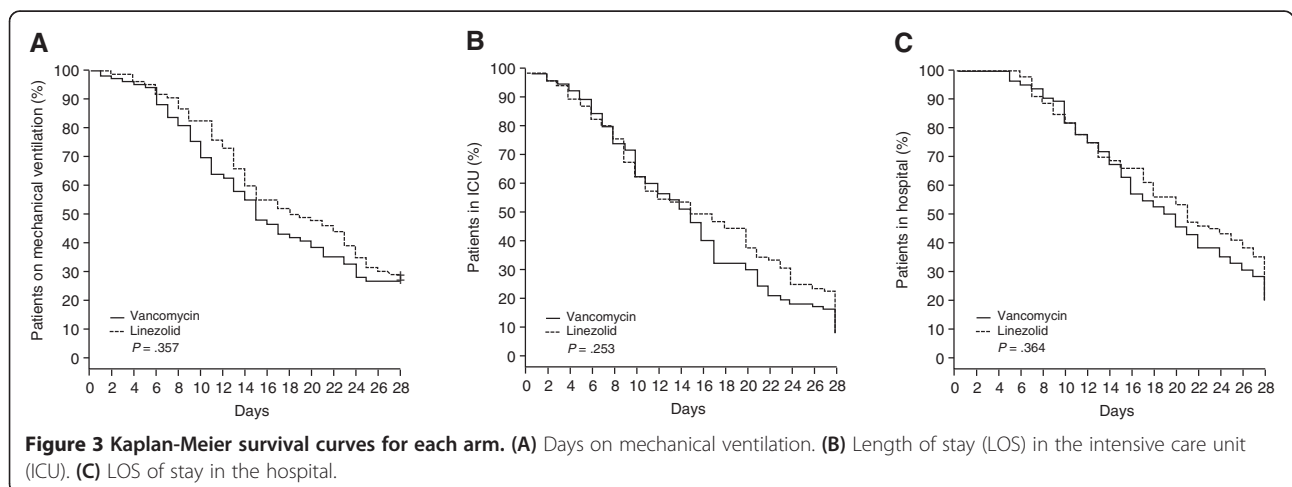 A
100
90
80
70
60
50
40
30
20
10
0
Patients on mechanical ventilation (%)
Vancomycin
Linezolid
P = .357
0 2 4 6 8 10 12 14 16 18 20 22 24 26 28
Days
B
100
90
80
70
60
50
40
30
20
10
0
Patients in ICU (%)
Vancomycin
Linezolid
P = .253
0 2 4 6 8 10 12 14 16 18 20 22 24 26 28
Days
C
100
90
80
70
60
50
40
30
20
10
0
Patients in hospital (%)
Vancomycin
Linezolid
P = .364
0 2 4 6 8 10 12 14 16 18 20 22 24 26 28
Days
Figure 3 Kaplan-Meier survival curves for each arm. (A) Days on mechanical ventilation. (B) Length of stay (LOS) in the intensive care unit
(ICU). (C) LOS of stay in the hospital.